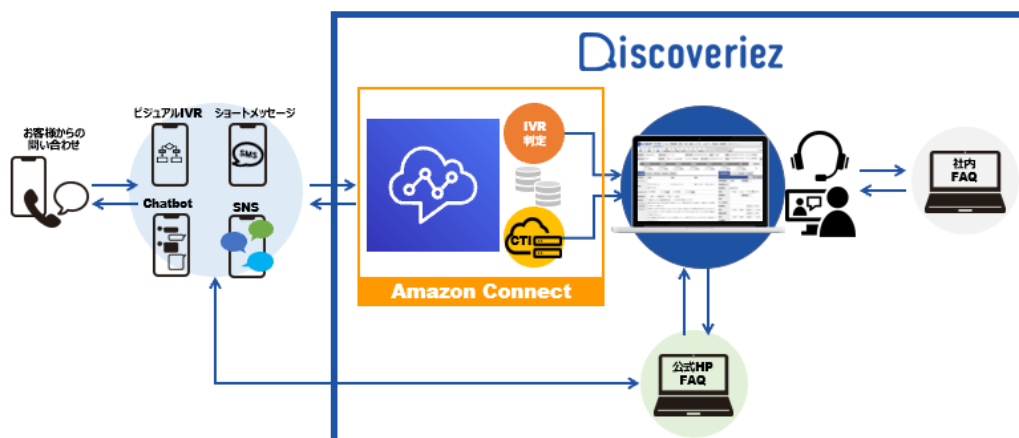 Discoveriez
お客様からの
問い合わせ
ビジュアルIVR
ショートメッセージ
SMS
Chatbot
SNS
IVR
判定
CTI
Amazon Connect
社内
FAQ
公式HP
FAQ